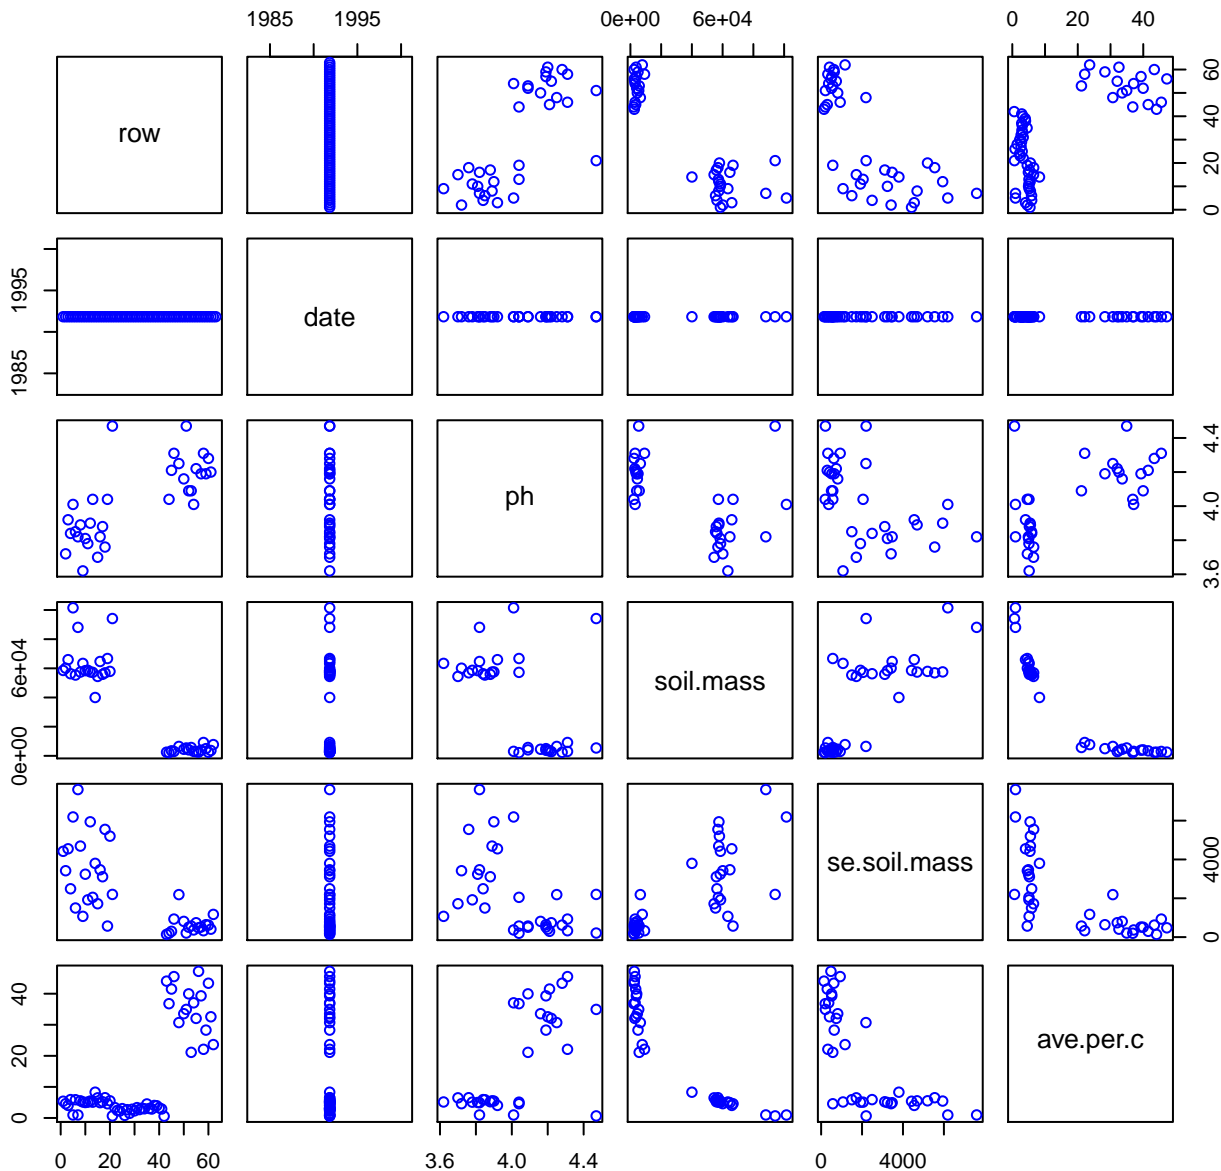 1985 1995 0e+00 6e+04 0 20 40
row 0 20 40 60
1985 1995 date
ph 3.6 4.0 4.4
0e+00 6e+04 soil.mass
se.soil.mass 0 4000
0 20 40 ave.per.c
0 20 40 60 3.6 4.0 4.4 0 4000